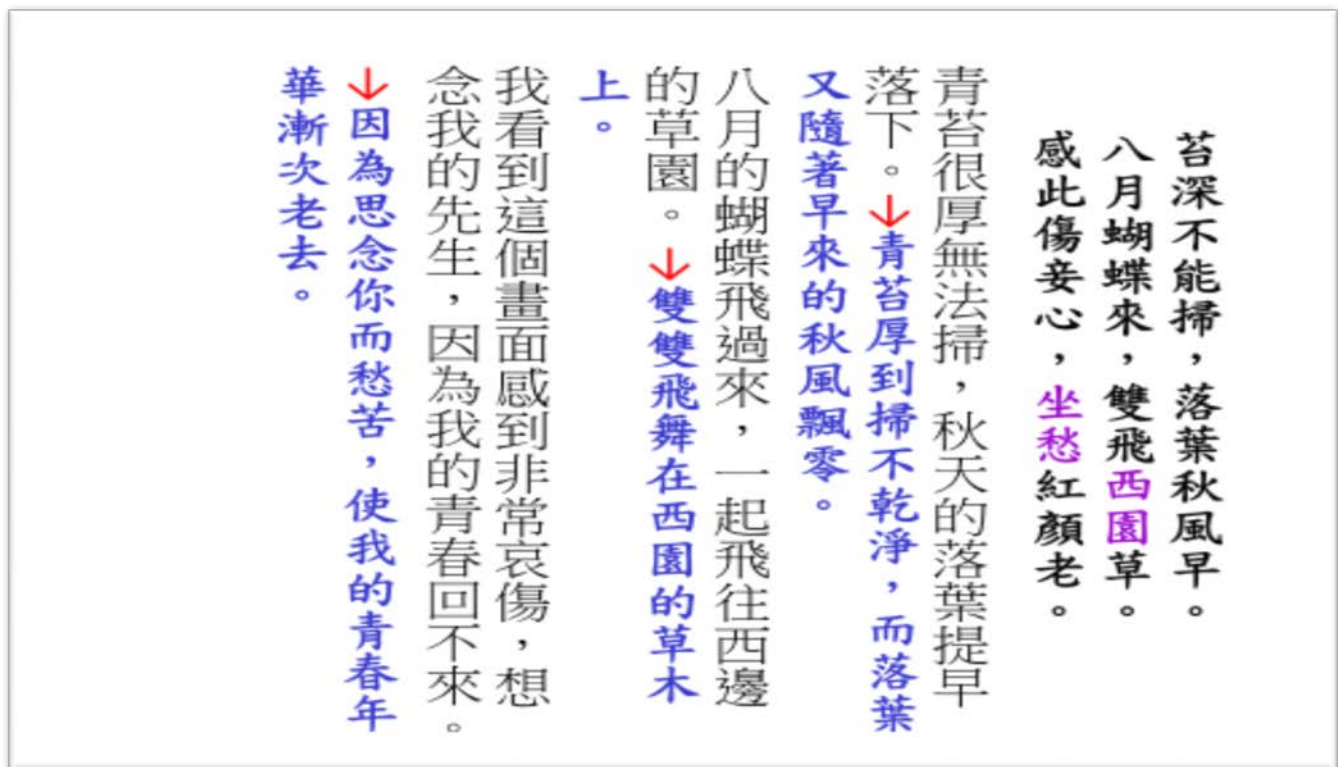 苔深不能掃，落葉秋風早。
八月蝴蝶來，雙飛西園草。
感此傷妾心，坐愁紅顏老。
青苔很厚無法掃，秋天的落葉提早
落下。↓青苔厚到掃不乾淨，而落葉
又隨著早來的秋風飄零。
八月的蝴蝶飛過來，一起飛往西邊
的草園。↓雙雙飛舞在西園的草木
上。
我看到這個畫面感到非常哀傷，想
念我的先生，因為我的青春回不來。
↓因為思念你而愁苦，使我的青春年
華漸次老去。